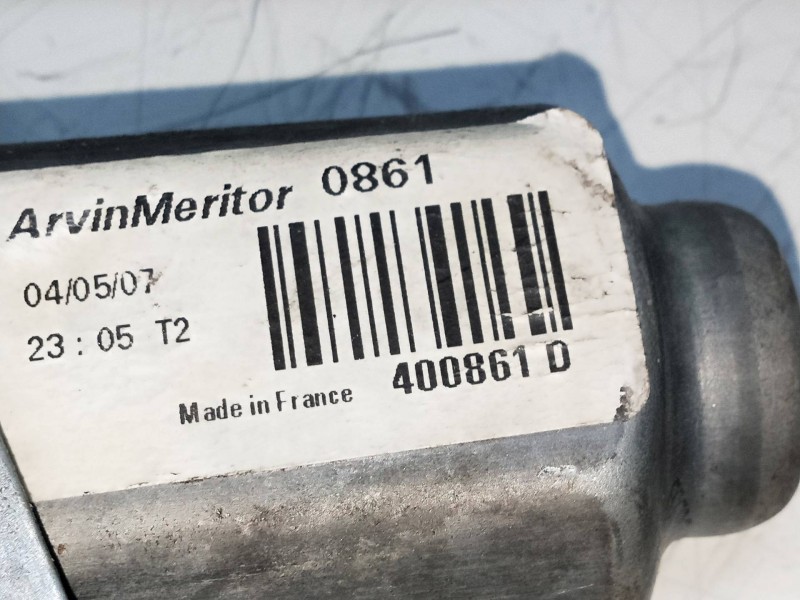 ArvinMeritor 0861
04/05/07
23 : 05 T2
400861 D
Made in France